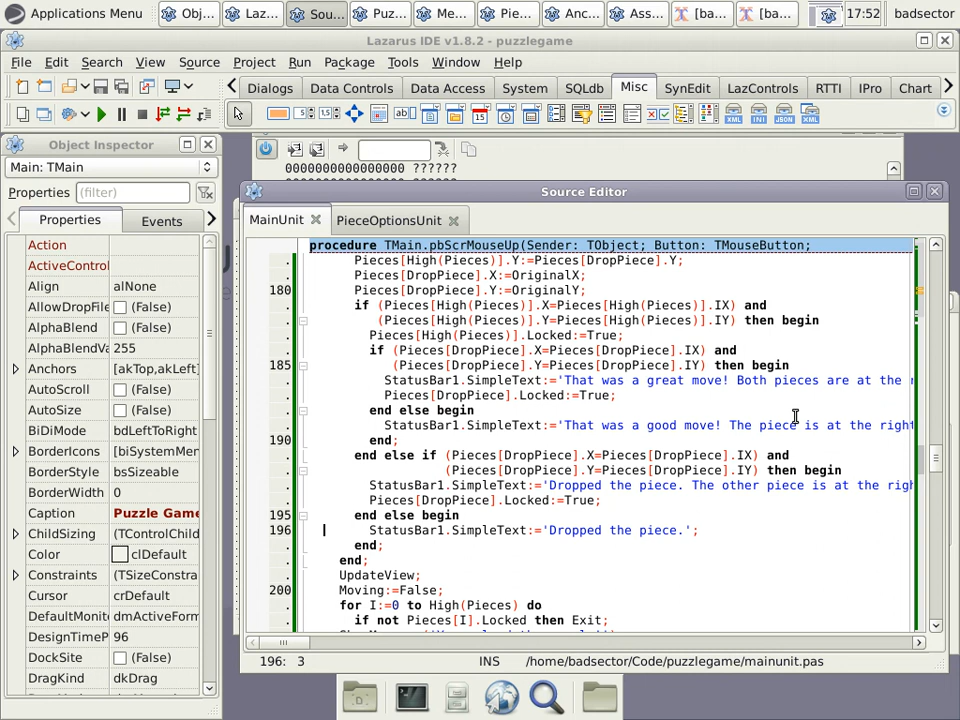 Applications Menu Obj... Laz... Sou... Puz... Me... Pie... Anc... Ass... [ba... [ba... 17:52 badsector
Lazarus IDE v1.8.2 - puzzlegame
File Edit Search View Source Project Run Package Tools Window Help
Dialogs Data Controls Data Access System SQLdb Misc SynEdit LazControls RTTI IPro Chart
Object Inspector
Main: TMain
Properties (filter)
Properties Events
Action
ActiveControl
Align alNone
AllowDropFile (False)
AlphaBlend (False)
AlphaBlendVa 255
Anchors [akTop,akLeft]
AutoScroll (False)
AutoSize (False)
BiDiMode bdLeftToRight
BorderIcons [biSystemMen
BorderStyle bsSizeable
BorderWidth 0
Caption Puzzle Game
ChildSizing (TControlChild
Color clDefault
Constraints (TSizeConstra
Cursor crDefault
DefaultMonit dmActiveForm
DesignTimeP 96
DockSite (False)
DragKind dkDrag
0000000000000000 ??????
Source Editor
MainUnit PieceOptionsUnit
procedure TMain.pbScrMouseUp(Sender: TObject; Button: TMouseButton;
. Pieces[High(Pieces)].Y:=Pieces[DropPiece].Y;
. Pieces[DropPiece].X:=OriginalX;
180 Pieces[DropPiece].Y:=OriginalY;
. if (Pieces[High(Pieces)].X=Pieces[High(Pieces)].IX) and
. (Pieces[High(Pieces)].Y=Pieces[High(Pieces)].IY) then begin
. Pieces[High(Pieces)].Locked:=True;
. if (Pieces[DropPiece].X=Pieces[DropPiece].IX) and
185 (Pieces[DropPiece].Y=Pieces[DropPiece].IY) then begin
. StatusBar1.SimpleText:='That was a great move! Both pieces are at the r
. Pieces[DropPiece].Locked:=True;
. end else begin
. StatusBar1.SimpleText:='That was a good move! The piece is at the right
190 end;
. end else if (Pieces[DropPiece].X=Pieces[DropPiece].IX) and
. (Pieces[DropPiece].Y=Pieces[DropPiece].IY) then begin
. StatusBar1.SimpleText:='Dropped the piece. The other piece is at the righ
. Pieces[DropPiece].Locked:=True;
195 end else begin
196 StatusBar1.SimpleText:='Dropped the piece.';
. end;
. end;
. UpdateView;
200 Moving:=False;
. for I:=0 to High(Pieces) do
. if not Pieces[I].Locked then Exit;
196: 3 INS /home/badsector/Code/puzzlegame/mainunit.pas